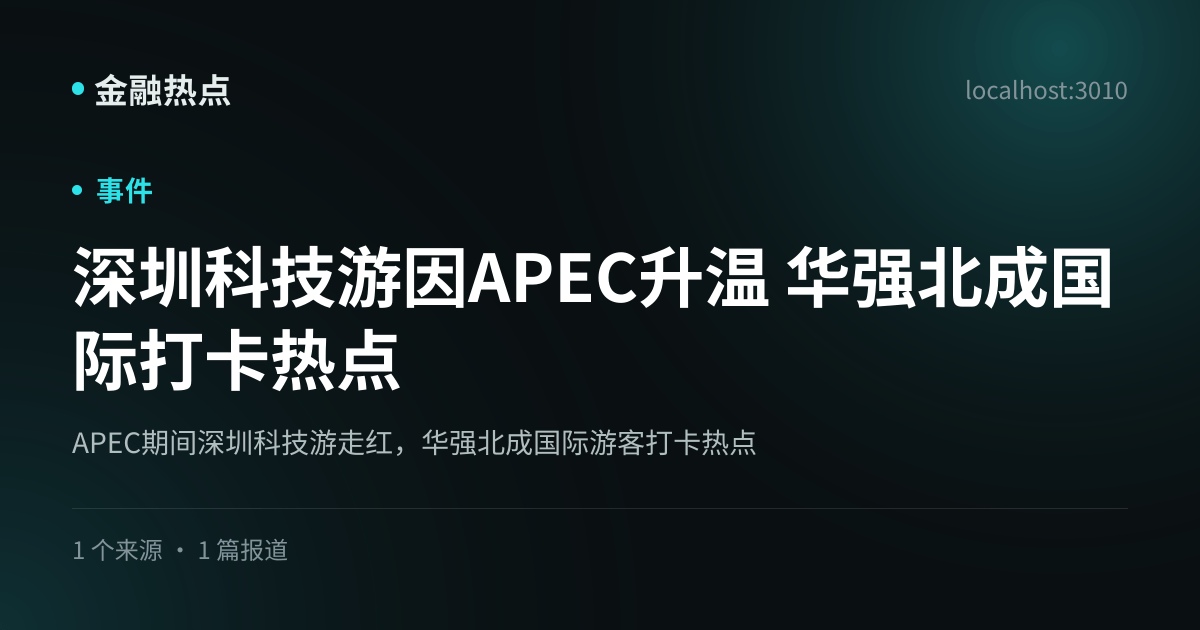 金融热点
localhost:3010
事件
深圳科技游因APEC升温 华强北成国
际打卡热点
APEC期间深圳科技游走红，华强北成国际游客打卡热点
1 个来源 · 1 篇报道